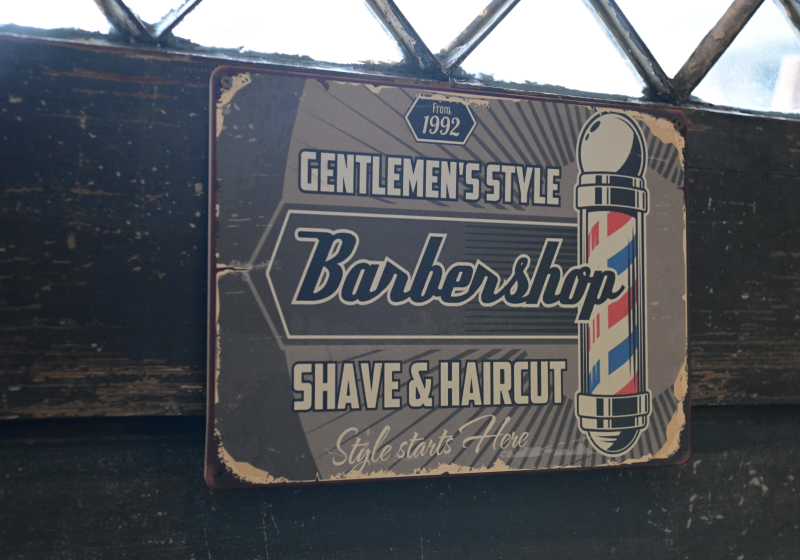 From
1992
GENTLEMEN'S STYLE
Barbershop
SHAVE & HAIRCUT
Style starts Here